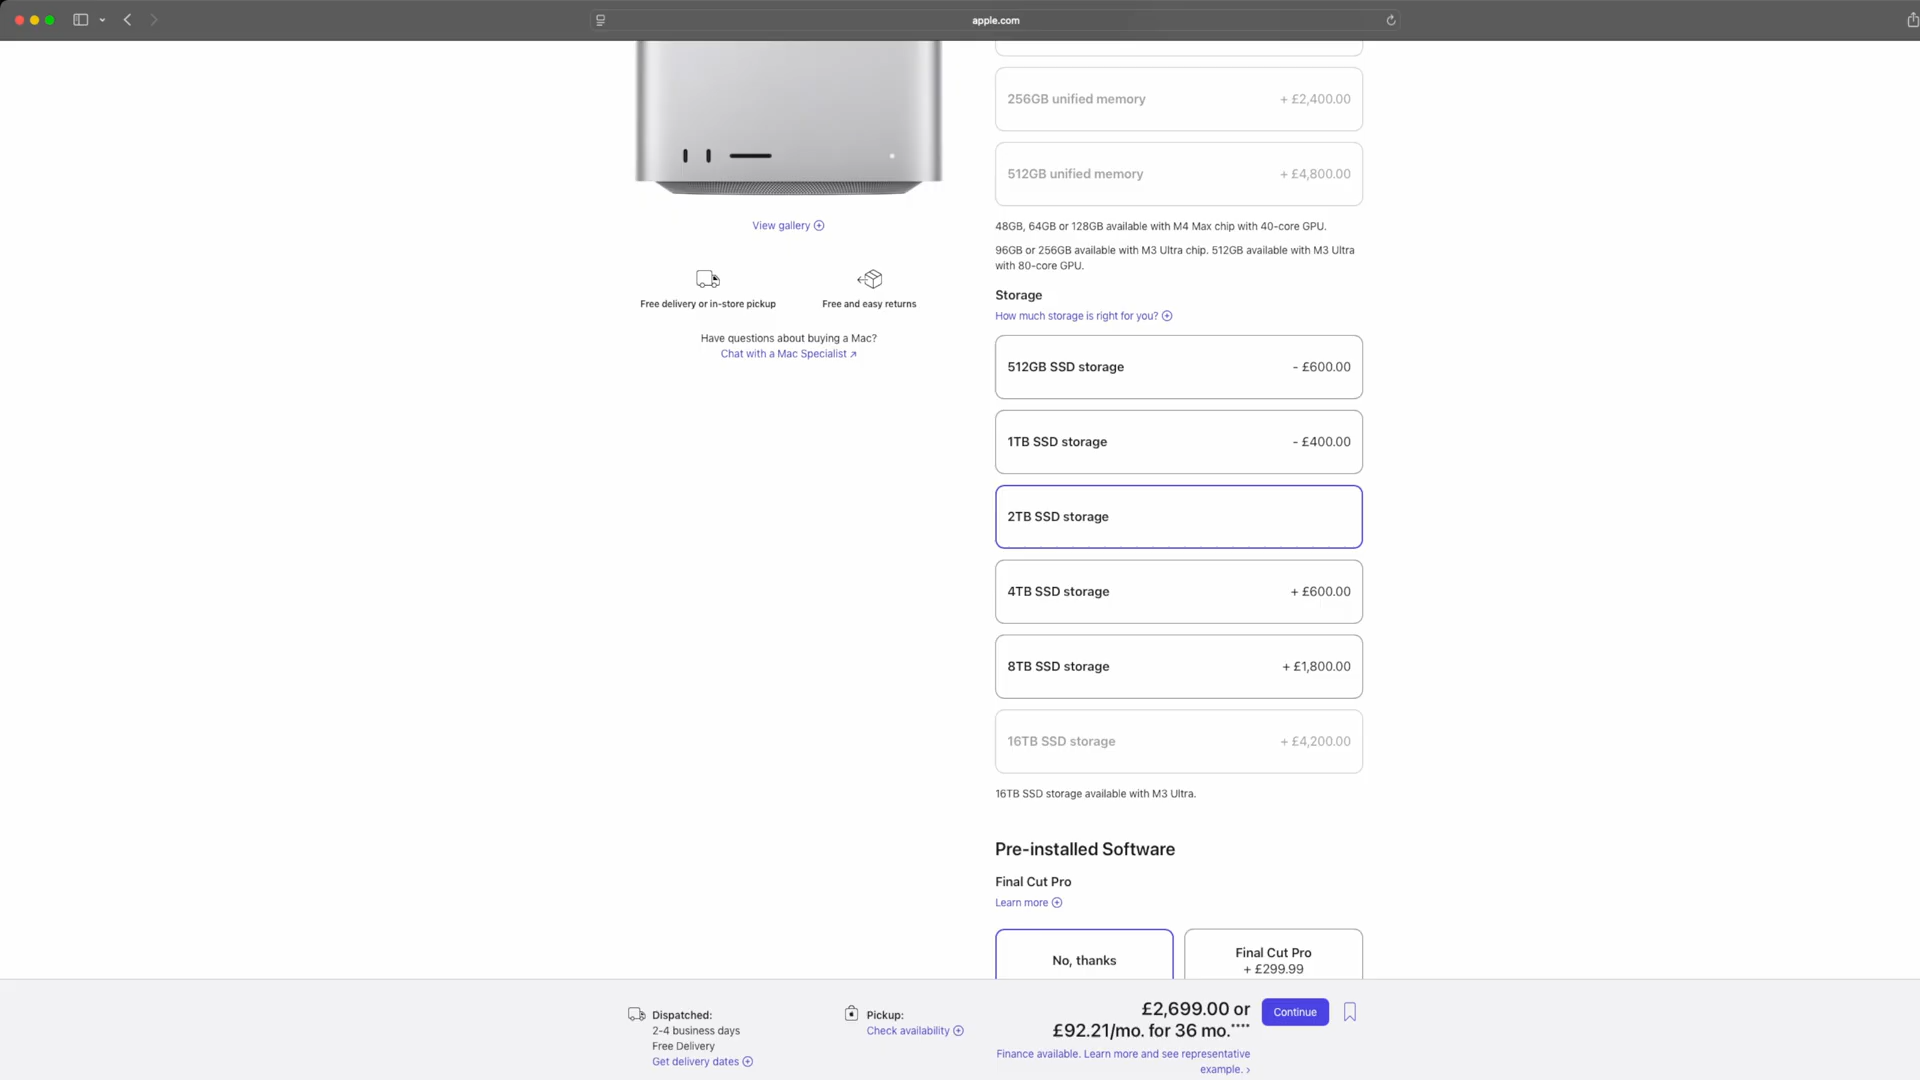 apple.com
256GB unified memory + £2,400.00
512GB unified memory + £4,800.00
View gallery
48GB, 64GB or 128GB available with M4 Max chip with 40-core GPU.
96GB or 256GB available with M3 Ultra chip. 512GB available with M3 Ultra
with 80-core GPU.
Free delivery or in-store pickup
Free and easy returns
Have questions about buying a Mac?
Chat with a Mac Specialist ↗
Storage
How much storage is right for you?
512GB SSD storage - £600.00
1TB SSD storage - £400.00
2TB SSD storage
4TB SSD storage + £600.00
8TB SSD storage + £1,800.00
16TB SSD storage + £4,200.00
16TB SSD storage available with M3 Ultra.
Pre-installed Software
Final Cut Pro
Learn more
No, thanks
Final Cut Pro
+ £299.99
Dispatched:
2-4 business days
Free Delivery
Get delivery dates
Pickup:
Check availability
£2,699.00 or
£92.21/mo. for 36 mo.****
Finance available. Learn more and see representative
example. ›
Continue